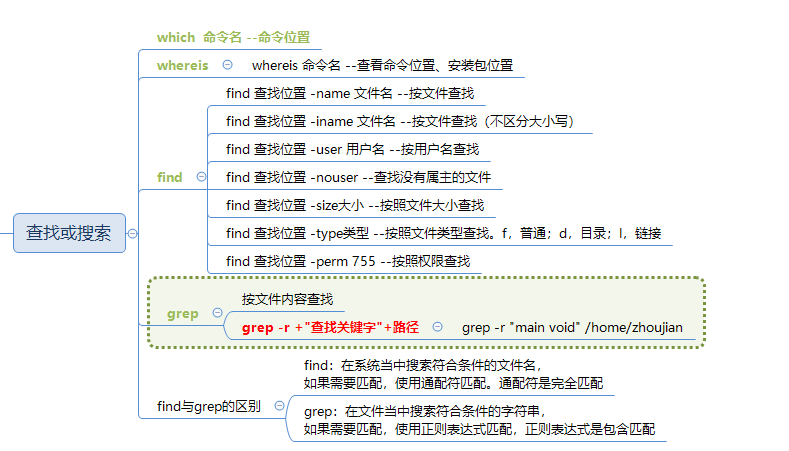 which 命令名 --命令位置
whereis
whereis 命令名 --查看命令位置、安装包位置
find 查找位置 -name 文件名 --按文件查找
find 查找位置 -iname 文件名 --按文件查找（不区分大小写）
find 查找位置 -user 用户名 --按用户名查找
find
find 查找位置 -nouser --查找没有属主的文件
find 查找位置 -size大小 --按照文件大小查找
查找或搜索
find 查找位置 -type类型 --按照文件类型查找。f，普通；d，目录；l，链接
find 查找位置 -perm 755 --按照权限查找
按文件内容查找
grep
grep -r +"查找关键字"+路径
grep -r "main void" /home/zhoujian
find：在系统当中搜索符合条件的文件名，
如果需要匹配，使用通配符匹配。通配符是完全匹配
find与grep的区别
grep：在文件当中搜索符合条件的字符串，
如果需要匹配，使用正则表达式匹配，正则表达式是包含匹配